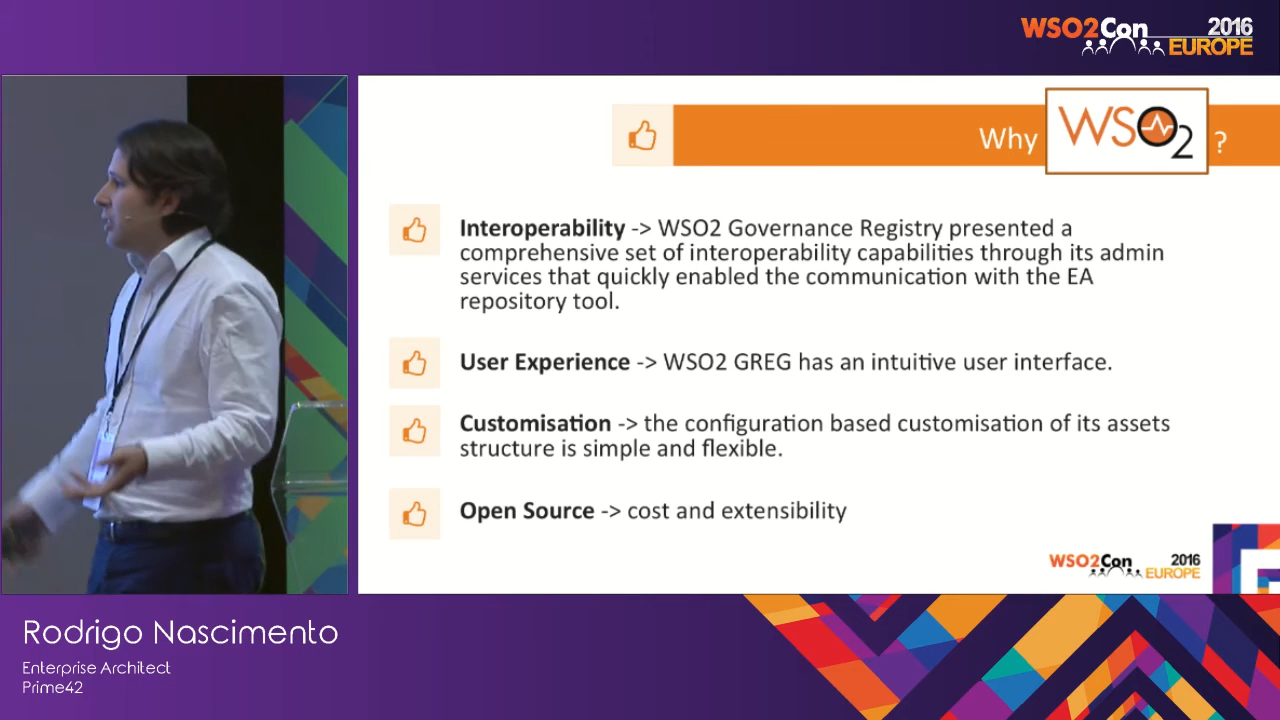 WSO2Con 2016
EUROPE
Why WSO2 ?
Interoperability -> WSO2 Governance Registry presented a
comprehensive set of interoperability capabilities through its admin
services that quickly enabled the communication with the EA
repository tool.
User Experience -> WSO2 GREG has an intuitive user interface.
Customisation -> the configuration based customisation of its assets
structure is simple and flexible.
Open Source -> cost and extensibility
WSO2Con 2016
EUROPE
Rodrigo Nascimento
Enterprise Architect
Prime42